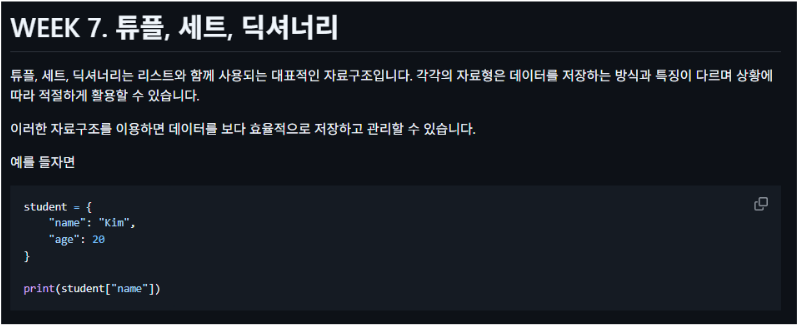 WEEK 7. 튜플, 세트, 딕셔너리
튜플, 세트, 딕셔너리는 리스트와 함께 사용되는 대표적인 자료구조입니다. 각각의 자료형은 데이터를 저장하는 방식과 특징이 다르며 상황에
따라 적절하게 활용할 수 있습니다.
이러한 자료구조를 이용하면 데이터를 보다 효율적으로 저장하고 관리할 수 있습니다.
예를 들자면
student = {
    "name": "Kim",
    "age": 20
}
print(student["name"])